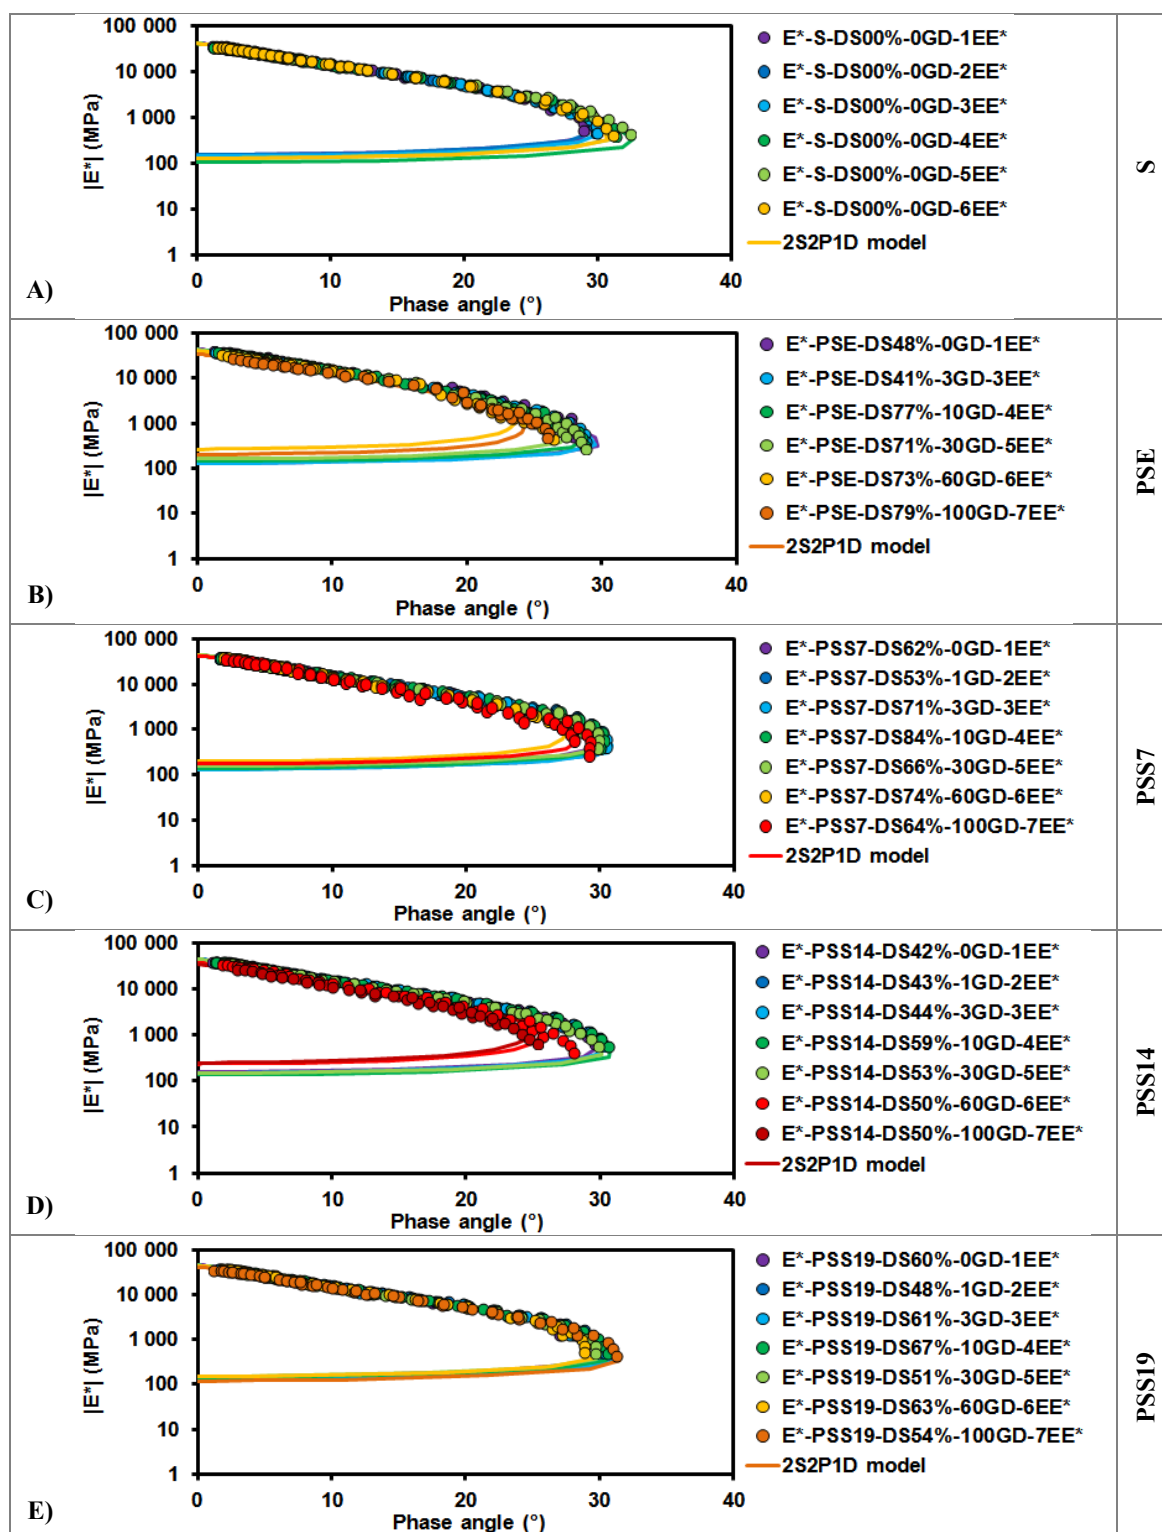 100 000
10 000
1 000
100
10
1
|E*| (MPa)
0 10 20 30 40
Phase angle (°)
E*-S-DS00%-0GD-1EE*
E*-S-DS00%-0GD-2EE*
E*-S-DS00%-0GD-3EE*
E*-S-DS00%-0GD-4EE*
E*-S-DS00%-0GD-5EE*
E*-S-DS00%-0GD-6EE*
2S2P1D model
A)
S
100 000
10 000
1 000
100
10
1
|E*| (MPa)
0 10 20 30 40
Phase angle (°)
E*-PSE-DS48%-0GD-1EE*
E*-PSE-DS41%-3GD-3EE*
E*-PSE-DS77%-10GD-4EE*
E*-PSE-DS71%-30GD-5EE*
E*-PSE-DS73%-60GD-6EE*
E*-PSE-DS79%-100GD-7EE*
2S2P1D model
B)
PSE
100 000
10 000
1 000
100
10
1
|E*| (MPa)
0 10 20 30 40
Phase angle (°)
E*-PSS7-DS62%-0GD-1EE*
E*-PSS7-DS53%-1GD-2EE*
E*-PSS7-DS71%-3GD-3EE*
E*-PSS7-DS84%-10GD-4EE*
E*-PSS7-DS66%-30GD-5EE*
E*-PSS7-DS74%-60GD-6EE*
E*-PSS7-DS64%-100GD-7EE*
2S2P1D model
C)
PSS7
100 000
10 000
1 000
100
10
1
|E*| (MPa)
0 10 20 30 40
Phase angle (°)
E*-PSS14-DS42%-0GD-1EE*
E*-PSS14-DS43%-1GD-2EE*
E*-PSS14-DS44%-3GD-3EE*
E*-PSS14-DS59%-10GD-4EE*
E*-PSS14-DS53%-30GD-5EE*
E*-PSS14-DS50%-60GD-6EE*
E*-PSS14-DS50%-100GD-7EE*
2S2P1D model
D)
PSS14
100 000
10 000
1 000
100
10
1
|E*| (MPa)
0 10 20 30 40
Phase angle (°)
E*-PSS19-DS60%-0GD-1EE*
E*-PSS19-DS48%-1GD-2EE*
E*-PSS19-DS61%-3GD-3EE*
E*-PSS19-DS67%-10GD-4EE*
E*-PSS19-DS51%-30GD-5EE*
E*-PSS19-DS63%-60GD-6EE*
E*-PSS19-DS54%-100GD-7EE*
2S2P1D model
E)
PSS19